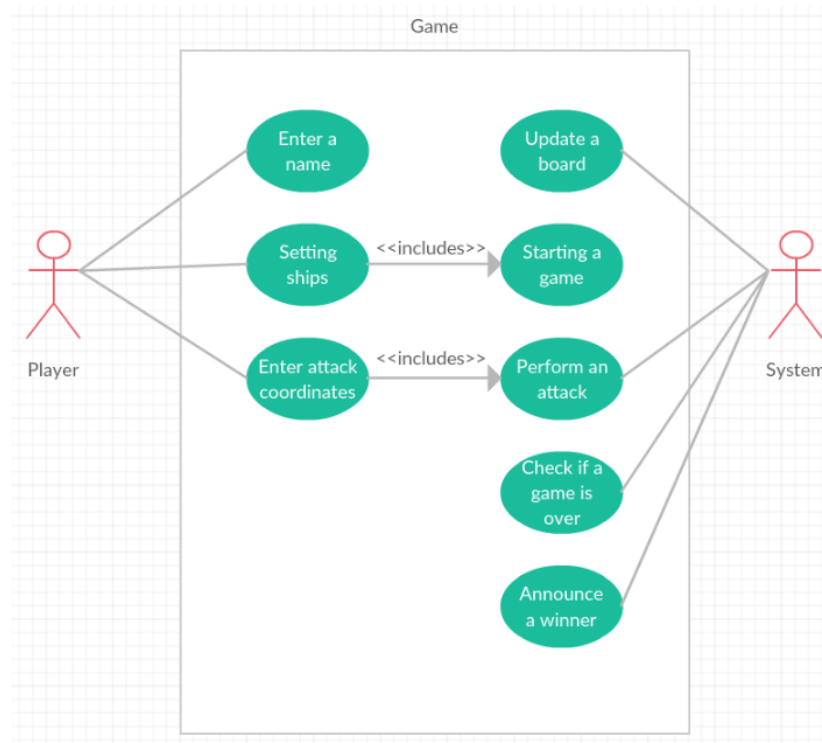 Game
Enter a
name
Update a
board
Setting
ships
<<includes>>
Starting a
game
Enter attack
coordinates
<<includes>>
Perform an
attack
Player
System
Check if a
game is
over
Announce
a winner